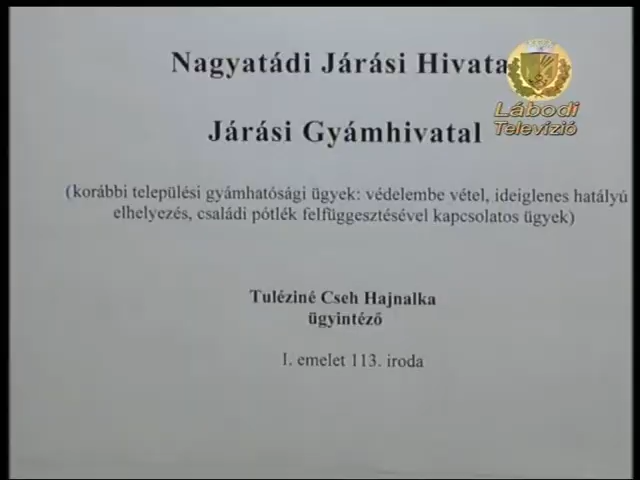 Nagyatádi Járási Hivata
Lábodi
Televízió
Járási Gyámhivatal
(korábbi települési gyámhatósági ügyek: védelembe vétel, ideiglenes hatályú
elhelyezés, családi pótlék felfüggesztésével kapcsolatos ügyek)
Tuléziné Cseh Hajnalka
ügyintéző
I. emelet 113. iroda